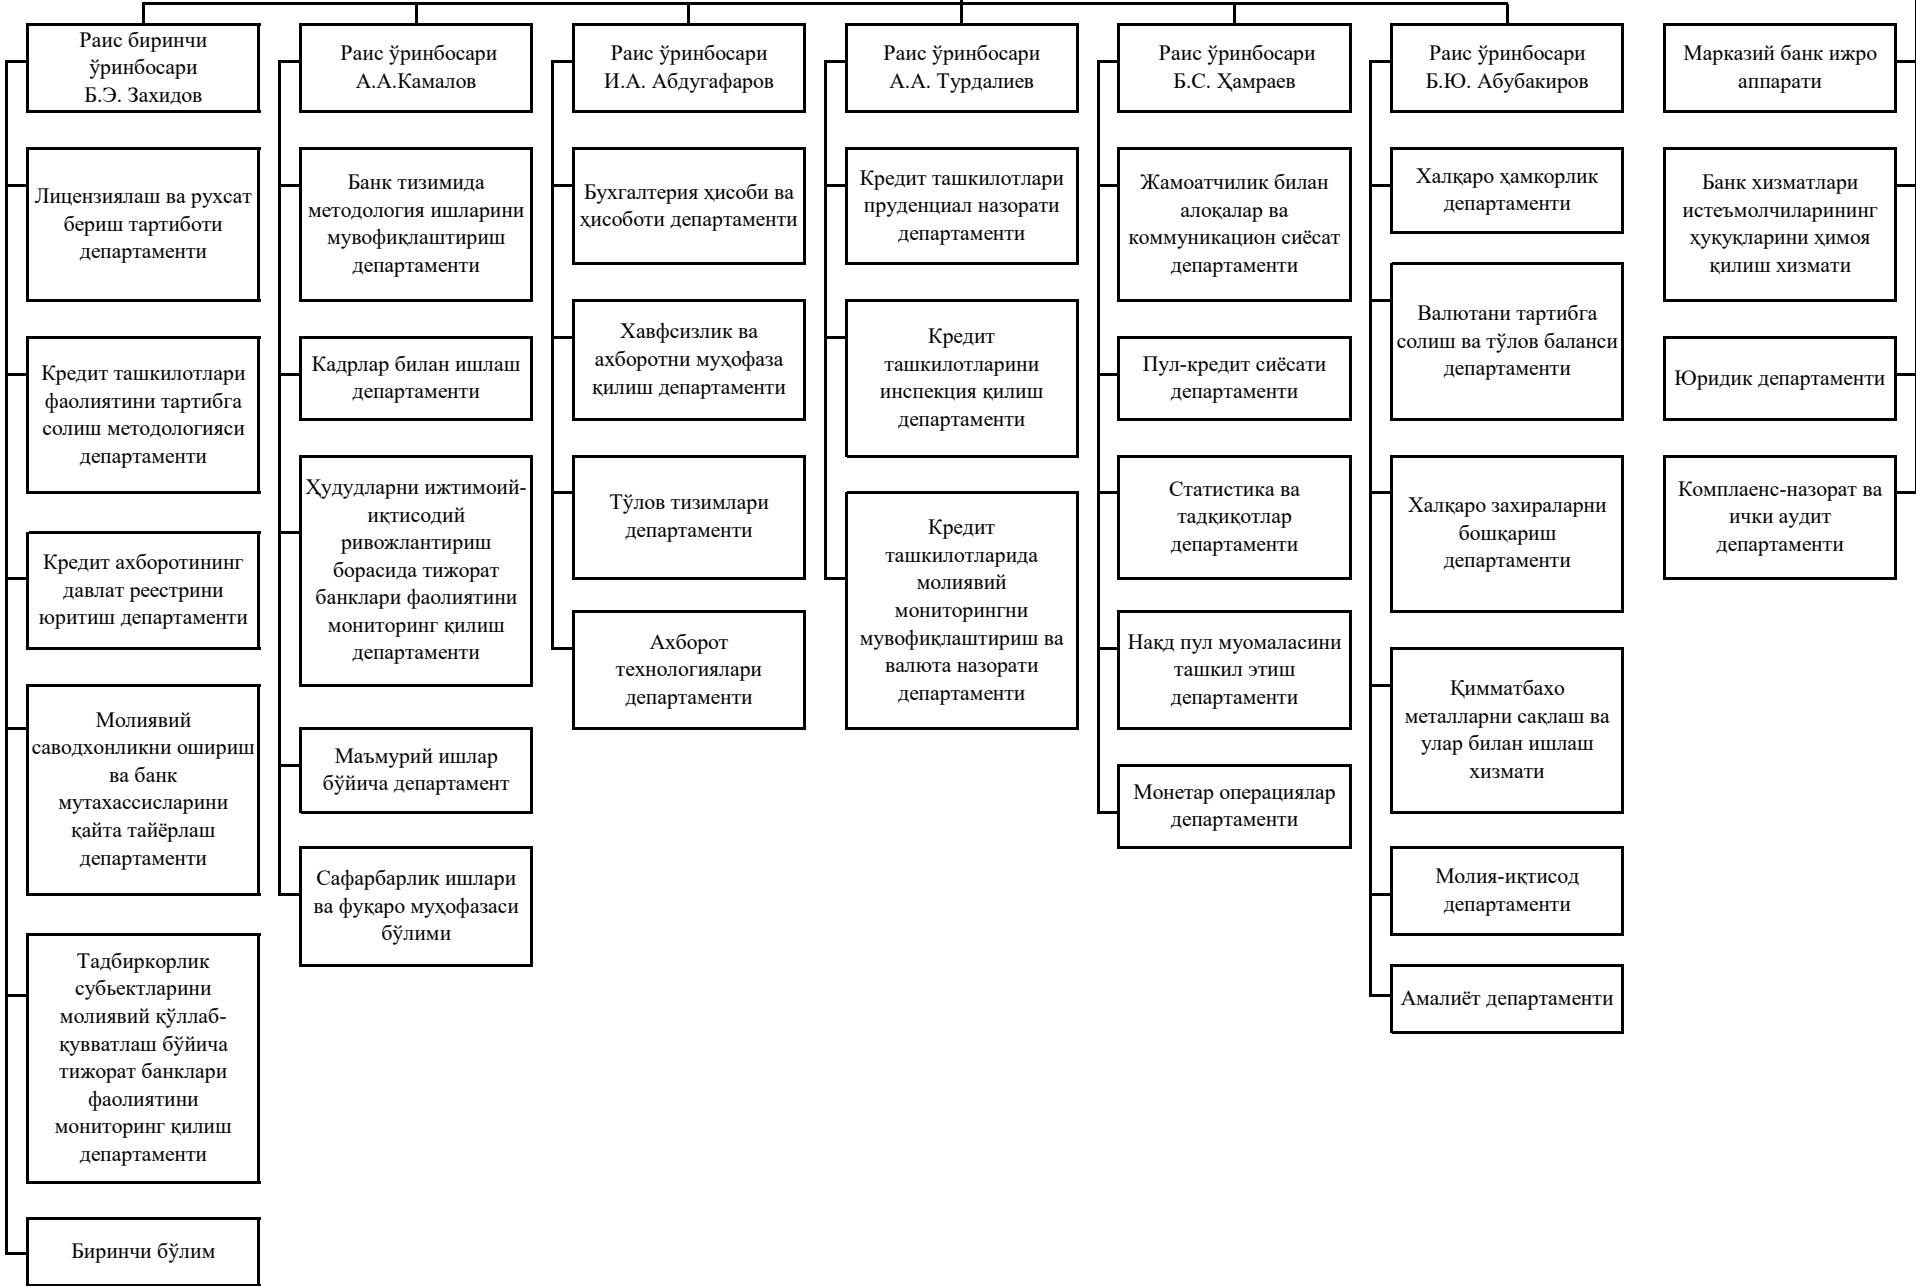 Раис биринчи
ўринбосари
Б.Э. Захидов
Лицензиялаш ва рухсат
бериш тартиботи
департаменти
Кредит ташкилотлари
фаолиятини тартибга
солиш методологияси
департаменти
Кредит ахборотининг
давлат реестрини
юритиш департаменти
Молиявий
саводхонликни ошириш
ва банк
мутахассисларини
қайта тайёрлаш
департаменти
Тадбиркорлик
субьектларини
молиявий қўллаб-
қувватлаш бўйича
тижорат банклари
фаолиятини
мониторинг қилиш
департаменти
Биринчи бўлим
Раис ўринбосари
А.А.Камалов
Банк тизимида
методология ишларини
мувофиқлаштириш
департаменти
Кадрлар билан ишлаш
департаменти
Ҳудудларни ижтимоий-
иқтисодий
ривожлантириш
борасида тижорат
банклари фаолиятини
мониторинг қилиш
департаменти
Маъмурий ишлар
бўйича департамент
Сафарбарлик ишлари
ва фуқаро муҳофазаси
бўлими
Раис ўринбосари
И.А. Абдугафаров
Бухгалтерия ҳисоби ва
ҳисоботи департаменти
Хавфсизлик ва
ахборотни муҳофаза
қилиш департаменти
Тўлов тизимлари
департаменти
Ахборот
технологиялари
департаменти
Раис ўринбосари
А.А. Турдалиев
Кредит ташкилотлари
пруденциал назорати
департаменти
Кредит
ташкилотларини
инспекция қилиш
департаменти
Кредит
ташкилотларида
молиявий
мониторингни
мувофиқлаштириш ва
валюта назорати
департаменти
Раис ўринбосари
Б.С. Ҳамраев
Жамоатчилик билан
алоқалар ва
коммуникацион сиёсат
департаменти
Пул-кредит сиёсати
департаменти
Статистика ва
тадқиқотлар
департаменти
Нақд пул муомаласини
ташкил этиш
департаменти
Монетар операциялар
департаменти
Раис ўринбосари
Б.Ю. Абубакиров
Халқаро ҳамкорлик
департаменти
Валютани тартибга
солиш ва тўлов баланси
департаменти
Халқаро захираларни
бошқариш
департаменти
Қимматбахо
металларни сақлаш ва
улар билан ишлаш
хизмати
Молия-иқтисод
департаменти
Амалиёт департаменти
Марказий банк ижро
аппарати
Банк хизматлари
истеъмолчиларининг
ҳуқуқларини ҳимоя
қилиш хизмати
Юридик департаменти
Комплаенс-назорат ва
ички аудит
департаменти